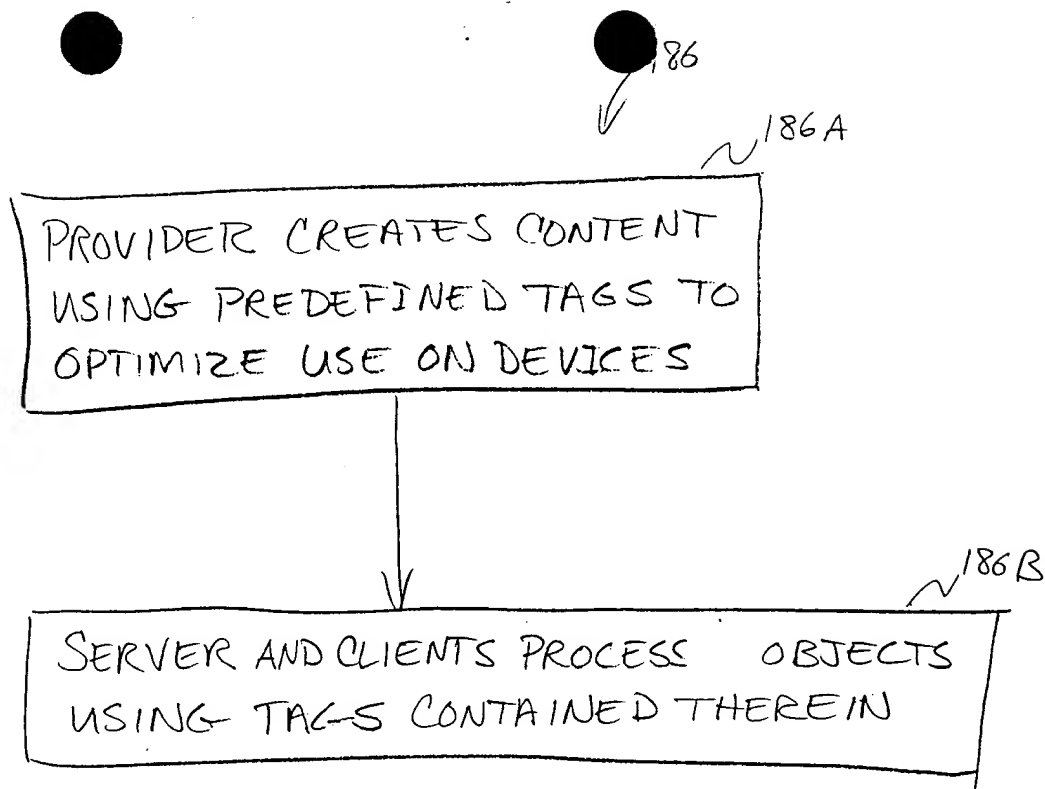 186
186A
PROVIDER CREATES CONTENT
USING PREDEFINED TAGS TO
OPTIMIZE USE ON DEVICES
186B
SERVER AND CLIENTS PROCESS OBJECTS
USING TAGS CONTAINED THEREIN